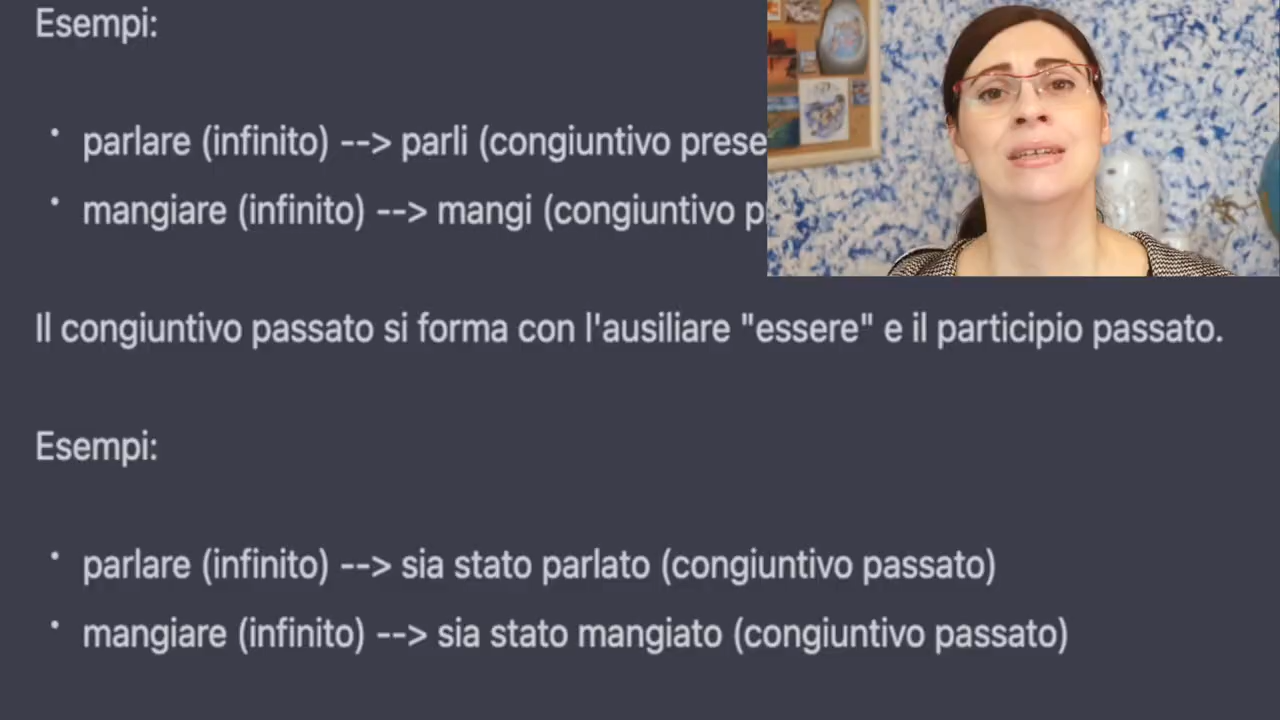 Esempi:
• parlare (infinito) --> parli (congiuntivo prese
• mangiare (infinito) --> mangi (congiuntivo p
Il congiuntivo passato si forma con l'ausiliare "essere" e il participio passato.
Esempi:
• parlare (infinito) --> sia stato parlato (congiuntivo passato)
• mangiare (infinito) --> sia stato mangiato (congiuntivo passato)